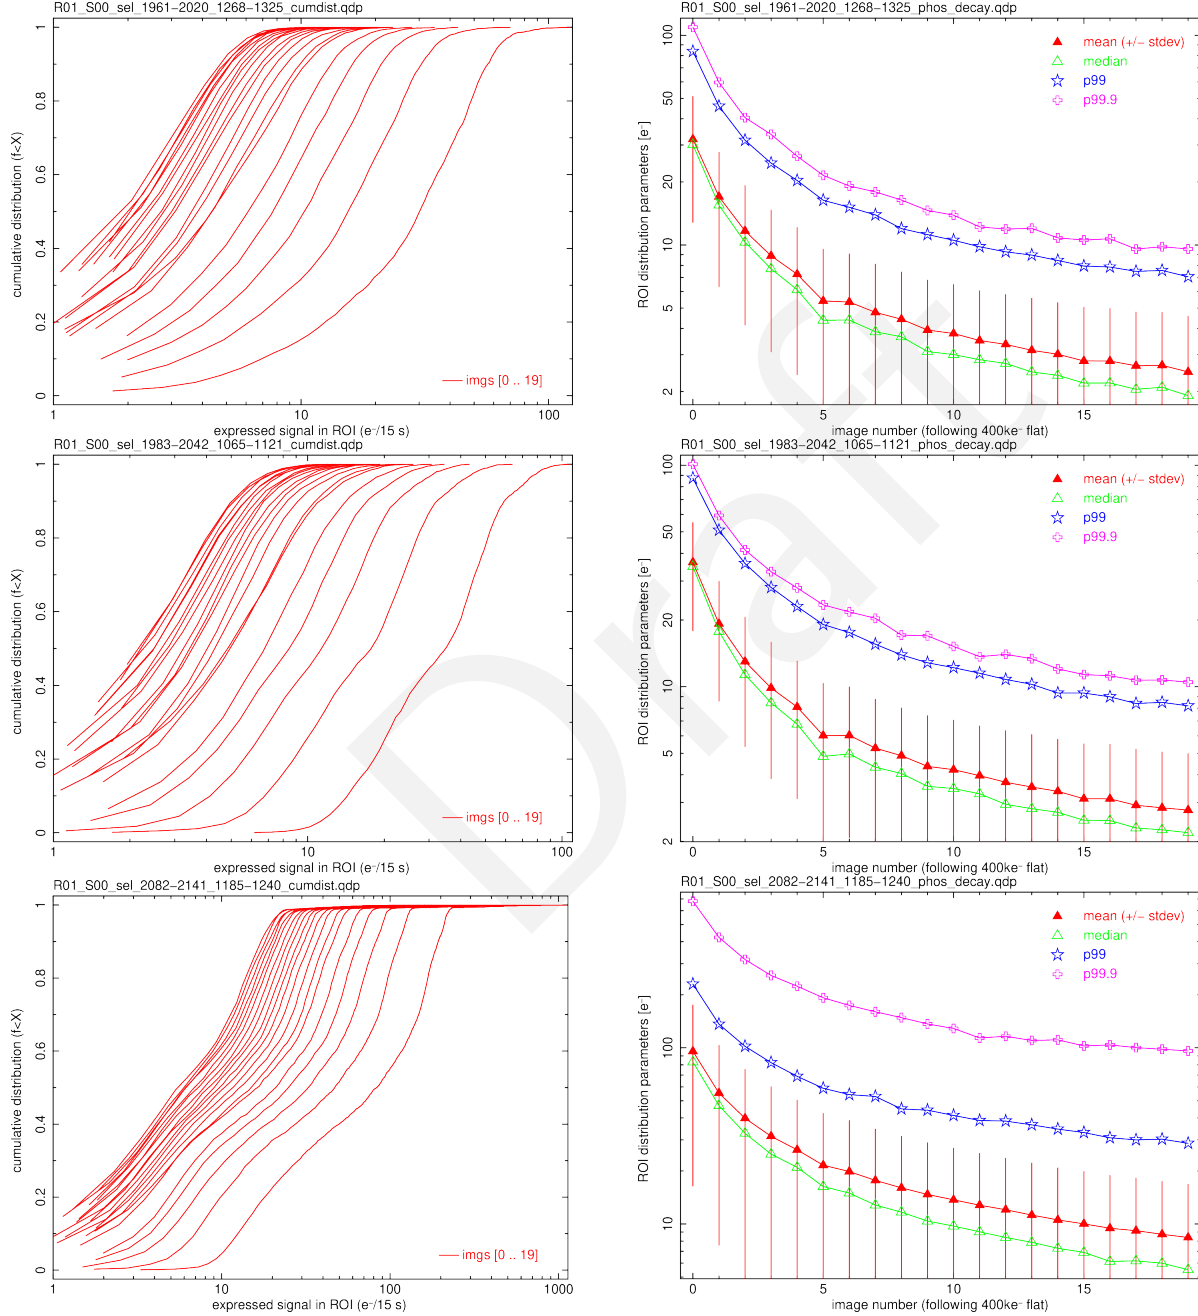 R01_S00_sel_1961-2020_1268-1325_cumdist.qdp
cumulative distribution (f<X)
1
0.8
0.6
0.4
0.2
0
imgs [0 .. 19]
1 10 100
expressed signal in ROI (e⁻/15 s)
R01_S00_sel_1961-2020_1268-1325_phos_decay.qdp
ROI distribution parameters [e⁻]
100
50
20
10
5
2
mean (+/- stdev)
median
p99
p99.9
0 5 10 15
image number (following 400ke⁻ flat)
R01_S00_sel_1983-2042_1065-1121_cumdist.qdp
cumulative distribution (f<X)
1
0.8
0.6
0.4
0.2
0
imgs [0 .. 19]
1 10 100
expressed signal in ROI (e⁻/15 s)
R01_S00_sel_1983-2042_1065-1121_phos_decay.qdp
ROI distribution parameters [e⁻]
100
50
20
10
5
2
mean (+/- stdev)
median
p99
p99.9
0 5 10 15
image number (following 400ke⁻ flat)
R01_S00_sel_2082-2141_1185-1240_cumdist.qdp
cumulative distribution (f<X)
1
0.8
0.6
0.4
0.2
0
imgs [0 .. 19]
1 10 100 1000
expressed signal in ROI (e⁻/15 s)
R01_S00_sel_2082-2141_1185-1240_phos_decay.qdp
ROI distribution parameters [e⁻]
100
10
mean (+/- stdev)
median
p99
p99.9
0 5 10 15
image number (following 400ke⁻ flat)
Draft